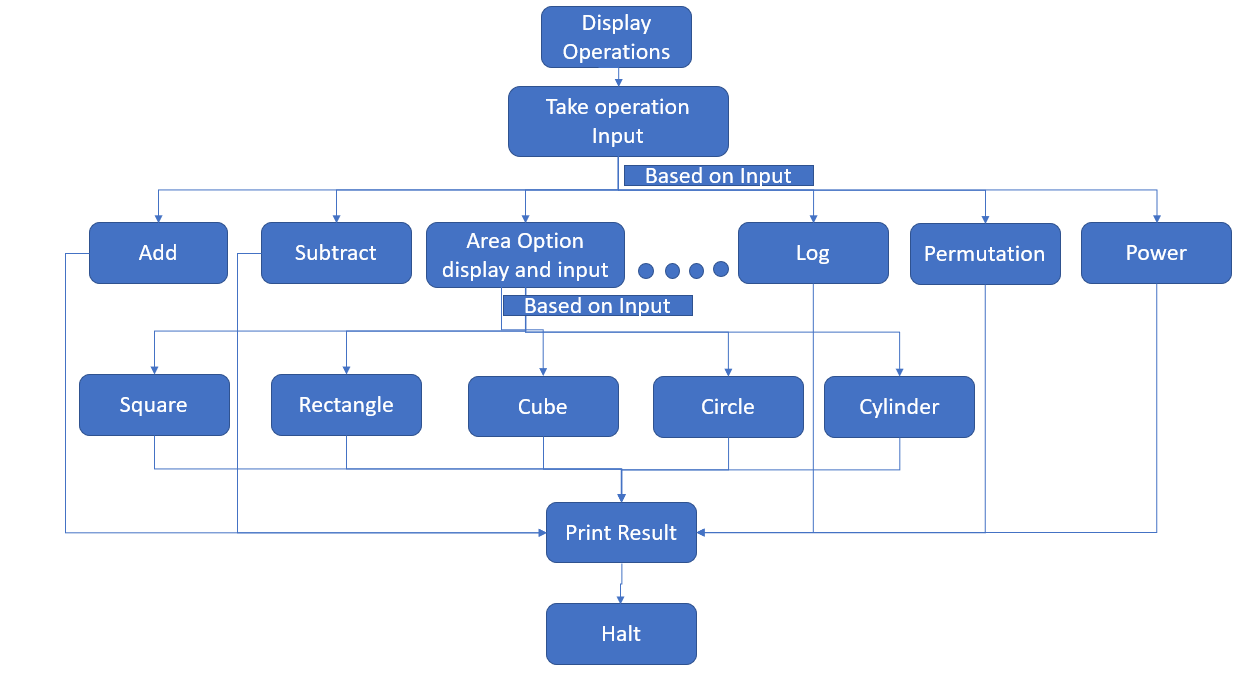 Display
Operations
Take operation
Input
Based on Input
Add
Subtract
Area Option
display and input
Log
Permutation
Power
Based on Input
Square
Rectangle
Cube
Circle
Cylinder
Print Result
Halt